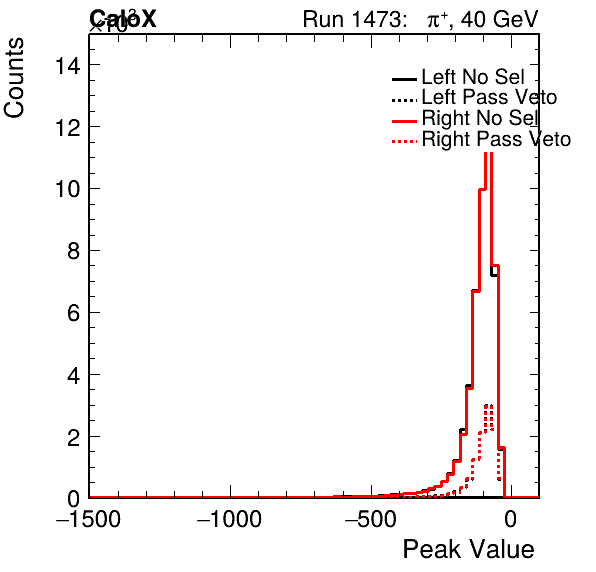 CaloX
×10³
Run 1473: π⁺, 40 GeV
Counts
14
12
10
8
6
4
2
0
Left No Sel
Left Pass Veto
Right No Sel
Right Pass Veto
−1500 −1000 −500 0
Peak Value